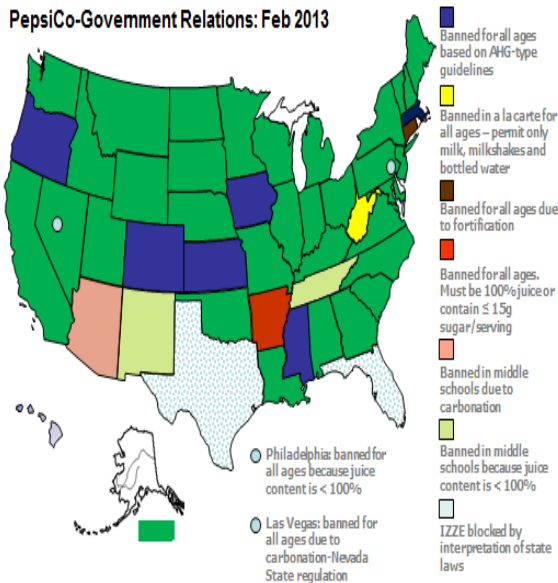 PepsiCo-Government Relations: Feb 2013
Banned for all ages
based on AHG-type
guidelines
Banned in a la carte for
all ages – permit only
milk, milkshakes and
bottled water
Banned for all ages due
to fortification
Banned for all ages.
Must be 100% juice or
contain ≤ 15g
sugar/serving
Banned in middle
schools due to
carbonation
Banned in middle
schools because juice
content is < 100%
IZZE blocked by
interpretation of state
laws
Philadelphia: banned for
all ages because juice
content is < 100%
Las Vegas: banned for
all ages due to
carbonation-Nevada
State regulation